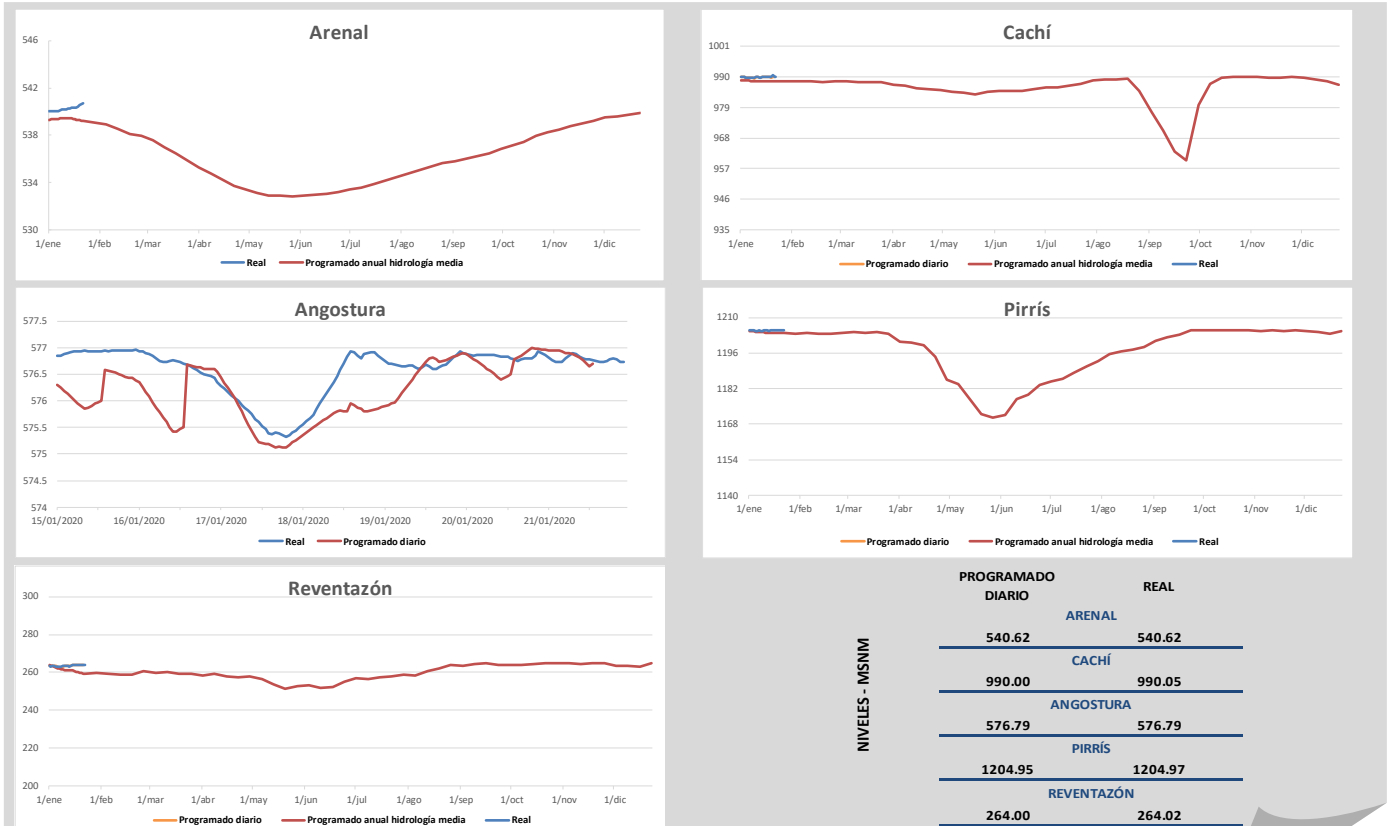 Arenal
546
542
538
534
530
1/ene 1/feb 1/mar 1/abr 1/may 1/jun 1/jul 1/ago 1/sep 1/oct 1/nov 1/dic
Real Programado anual hidrología media
Cachí
1001
990
979
968
957
946
935
1/ene 1/feb 1/mar 1/abr 1/may 1/jun 1/jul 1/ago 1/sep 1/oct 1/nov 1/dic
Programado diario Programado anual hidrología media Real
Angostura
577.5
577
576.5
576
575.5
575
574.5
574
15/01/2020 16/01/2020 17/01/2020 18/01/2020 19/01/2020 20/01/2020 21/01/2020
Real Programado diario
Pirrís
1210
1196
1182
1168
1154
1140
1/ene 1/feb 1/mar 1/abr 1/may 1/jun 1/jul 1/ago 1/sep 1/oct 1/nov 1/dic
Programado diario Programado anual hidrología media Real
Reventazón
300
280
260
240
220
200
1/ene 1/feb 1/mar 1/abr 1/may 1/jun 1/jul 1/ago 1/sep 1/oct 1/nov 1/dic
Programado diario Programado anual hidrología media Real
NIVELES - MSNM
PROGRAMADO
DIARIO
REAL
ARENAL
540.62 540.62
CACHÍ
990.00 990.05
ANGOSTURA
576.79 576.79
PIRRÍS
1204.95 1204.97
REVENTAZÓN
264.00 264.02